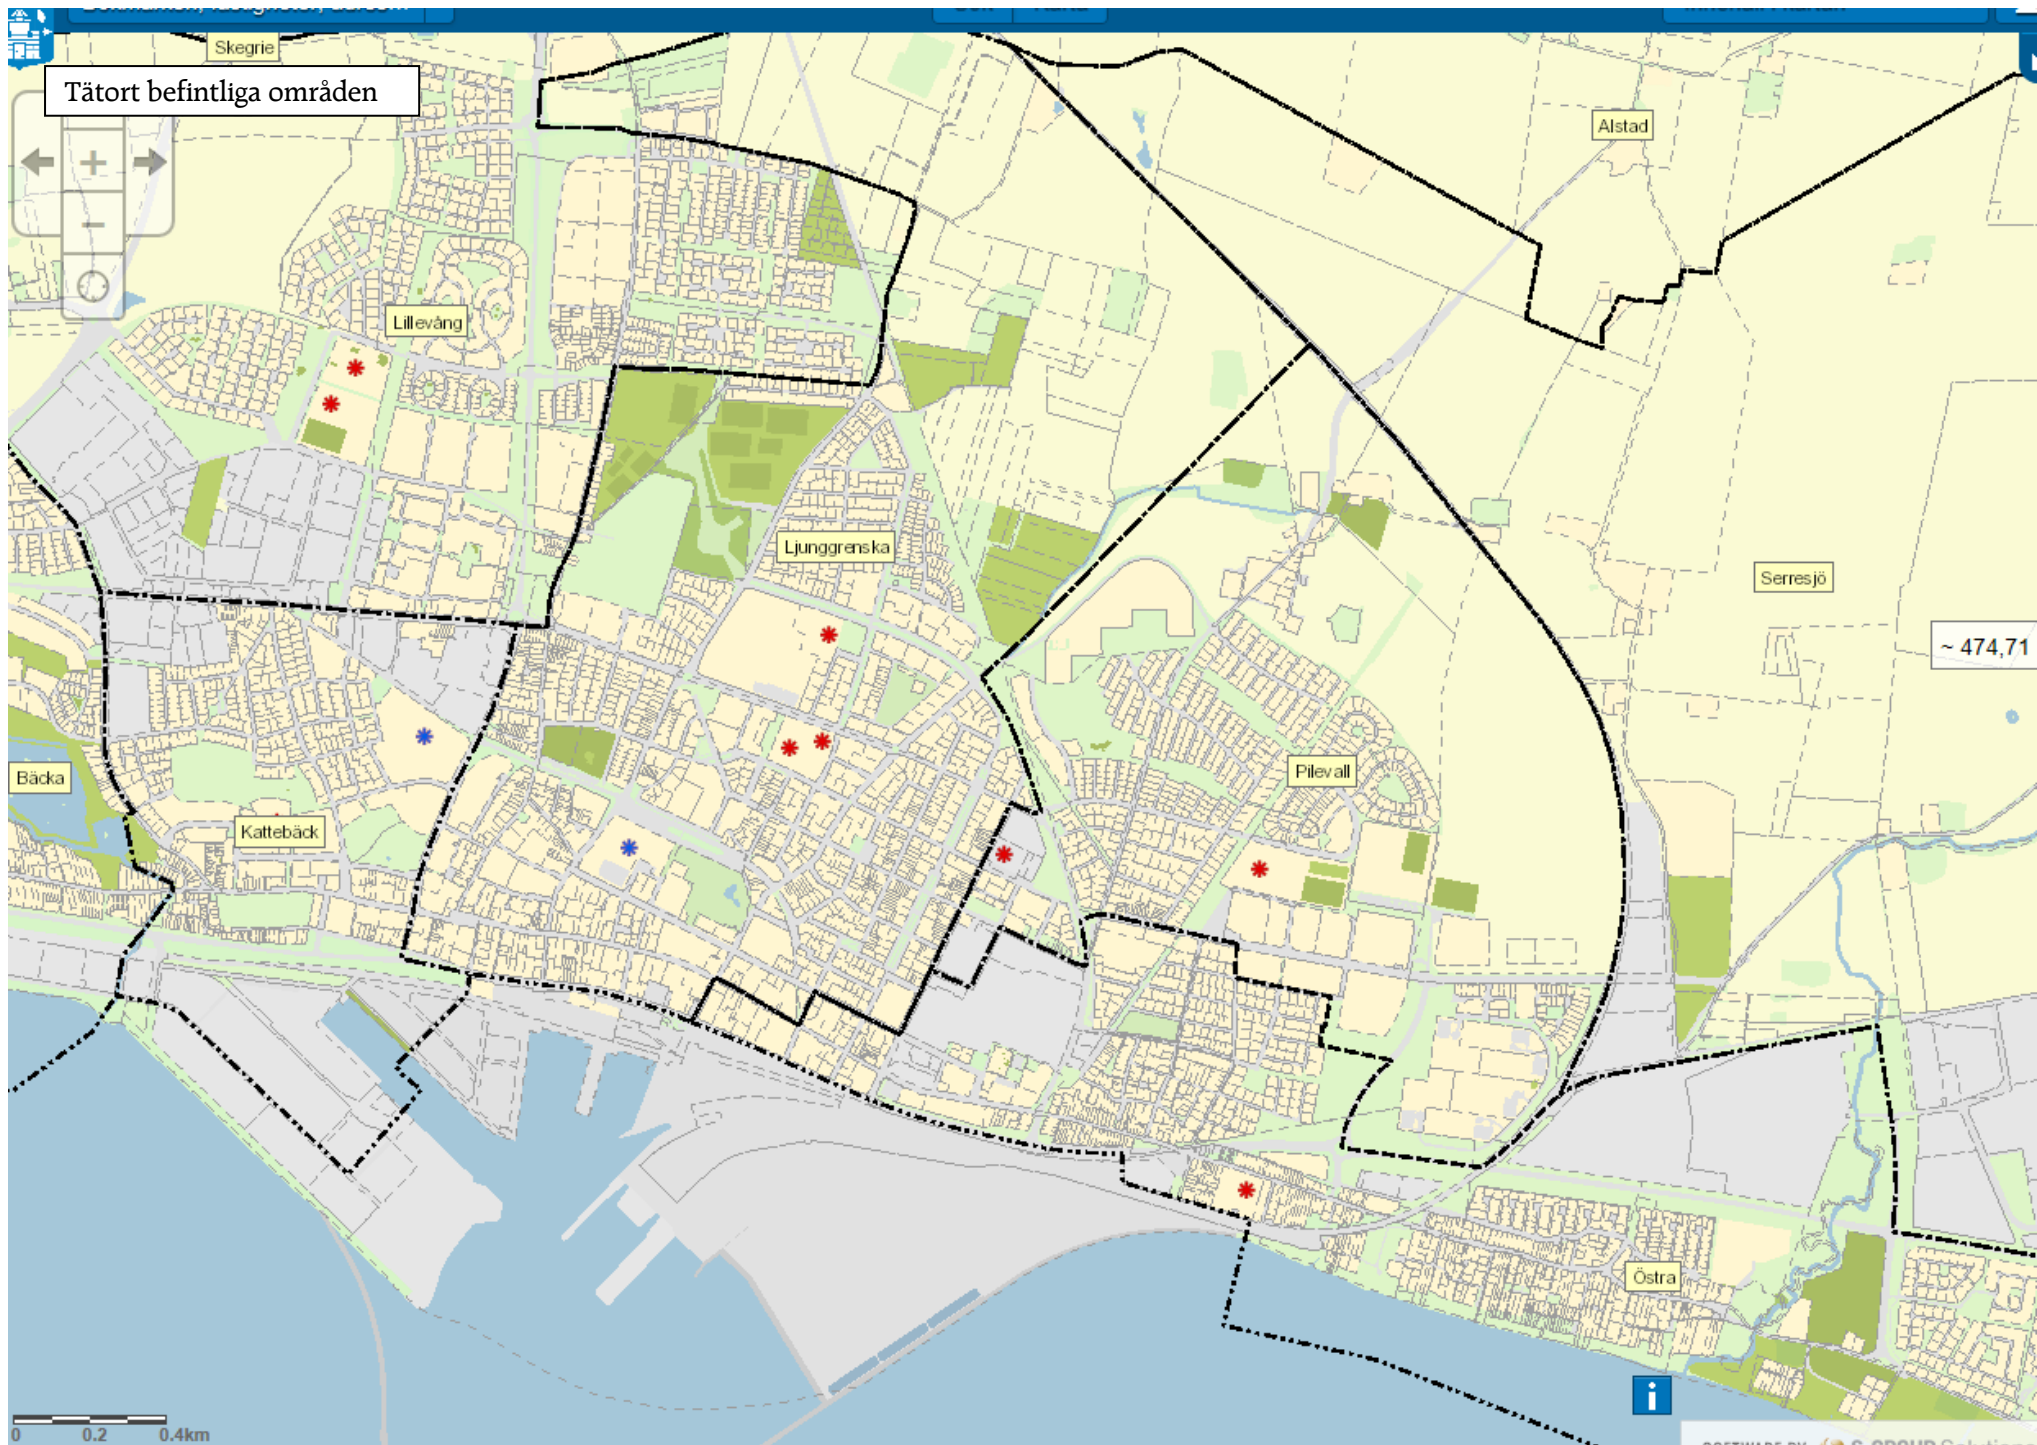 Skegrie
Tätort befintliga områden
Alstad
Lillevång
Ljunggrenska
Serresjö
~ 474,71
Bäcka
Pilevall
Kattebäck
Östra
i
0 0.2 0.4km